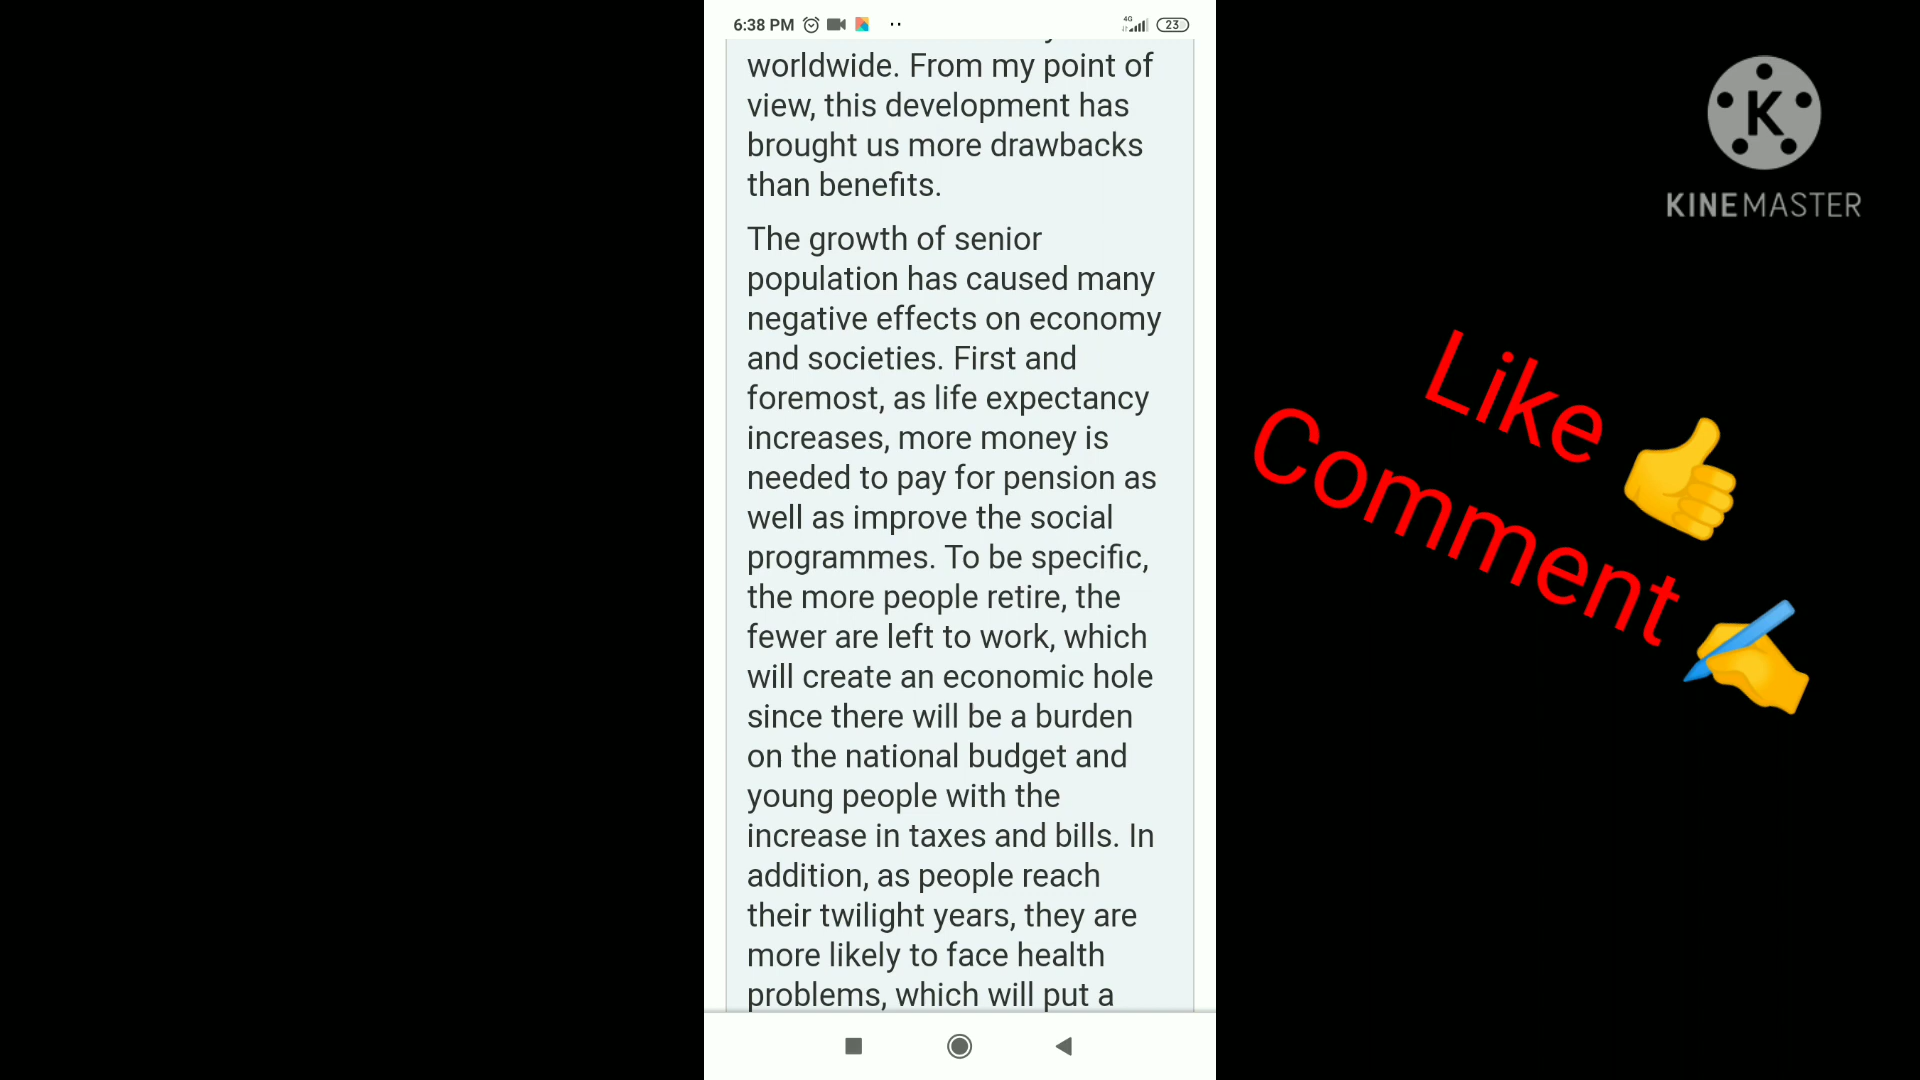 6:38 PM
4G
23
worldwide. From my point of
view, this development has
brought us more drawbacks
than benefits.
The growth of senior
population has caused many
negative effects on economy
and societies. First and
foremost, as life expectancy
increases, more money is
needed to pay for pension as
well as improve the social
programmes. To be specific,
the more people retire, the
fewer are left to work, which
will create an economic hole
since there will be a burden
on the national budget and
young people with the
increase in taxes and bills. In
addition, as people reach
their twilight years, they are
more likely to face health
problems, which will put a
K
KINEMASTER
Like
Comment